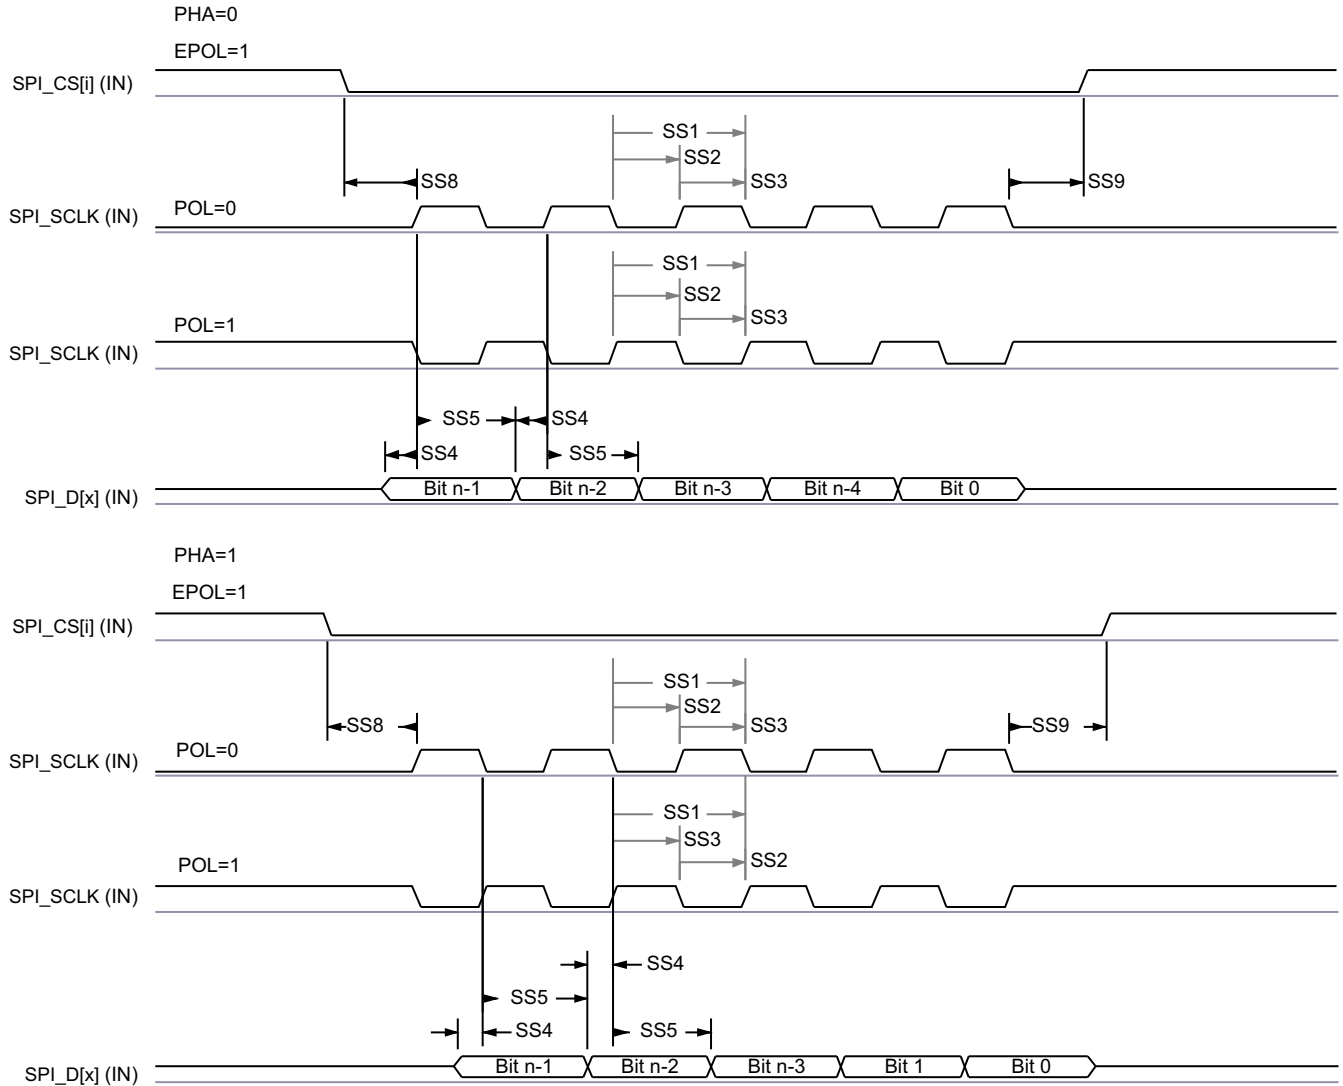 PHA=0
EPOL=1
SPI_CS[i] (IN)
SS1
SS2
SS8 SS3 SS9
POL=0
SPI_SCLK (IN)
SS1
SS2
SS3
POL=1
SPI_SCLK (IN)
SS5 SS4
SS4 SS5
SPI_D[x] (IN) Bit n-1 Bit n-2 Bit n-3 Bit n-4 Bit 0
PHA=1
EPOL=1
SPI_CS[i] (IN)
SS1
SS2
SS8 SS3 SS9
POL=0
SPI_SCLK (IN)
SS1
SS3
SS2
POL=1
SPI_SCLK (IN)
SS4
SS5
SS4 SS5
SPI_D[x] (IN) Bit n-1 Bit n-2 Bit n-3 Bit 1 Bit 0